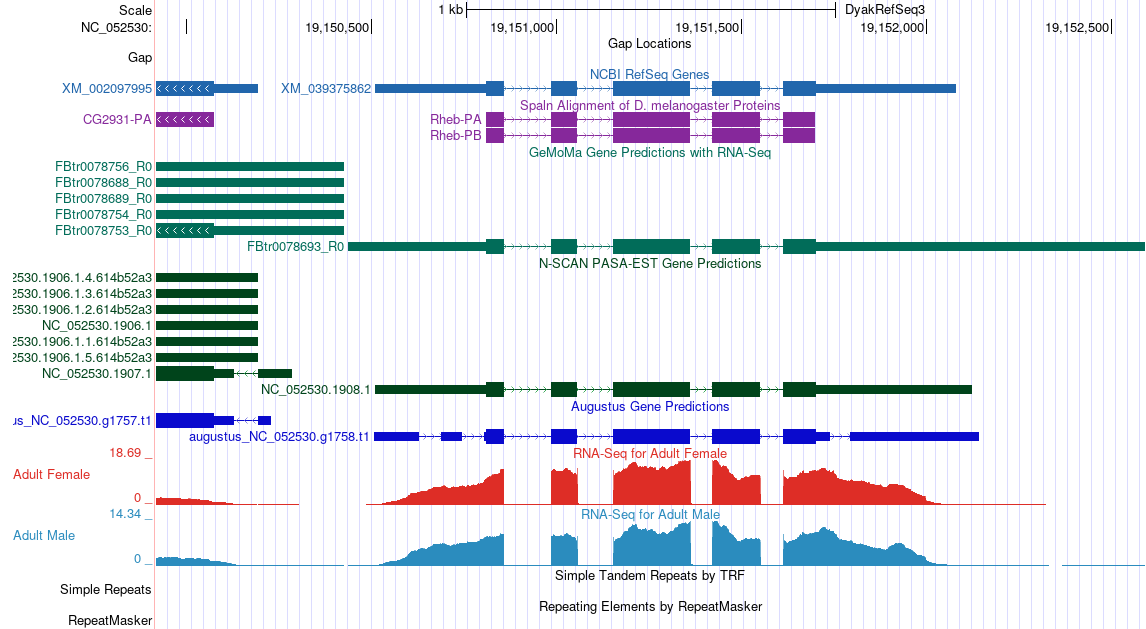 Scale 1 kb DyakRefSeq3
NC_052530: 19,150,500 19,151,000 19,151,500 19,152,000 19,152,500
Gap Locations
Gap
NCBI RefSeq Genes
XM_002097995 XM_039375862
Spaln Alignment of D. melanogaster Proteins
CG2931-PA Rheb-PA
Rheb-PB
GeMoMa Gene Predictions with RNA-Seq
FBtr0078756_R0
FBtr0078688_R0
FBtr0078689_R0
FBtr0078754_R0
FBtr0078753_R0
FBtr0078693_R0
N-SCAN PASA-EST Gene Predictions
2530.1906.1.4.614b52a3
2530.1906.1.3.614b52a3
2530.1906.1.2.614b52a3
NC_052530.1906.1
2530.1906.1.1.614b52a3
2530.1906.1.5.614b52a3
NC_052530.1907.1
NC_052530.1908.1
Augustus Gene Predictions
us_NC_052530.g1757.t1
augustus_NC_052530.g1758.t1
RNA-Seq for Adult Female
18.69 _
Adult Female
0 _
RNA-Seq for Adult Male
14.34 _
Adult Male
0 _
Simple Tandem Repeats by TRF
Simple Repeats
Repeating Elements by RepeatMasker
RepeatMasker